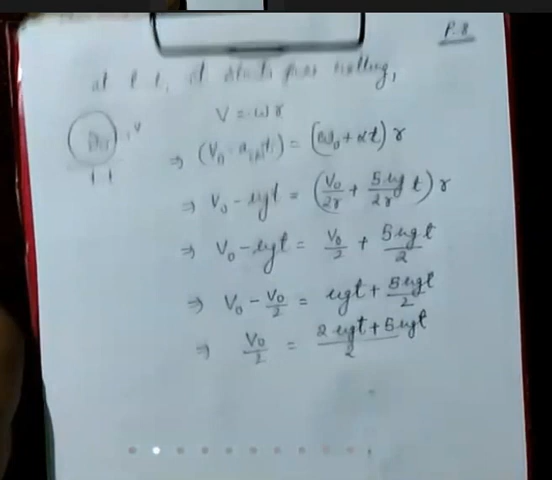 P.8
at t t, it starts pure rolling,
V = ωr
⇒ (V₀ - a t) = (ω₀ + αt) r
⇒ V₀ - μgt = (V₀/2r + 5μg/2r t) r
⇒ V₀ - μgt = V₀/2 + 5μgt/2
⇒ V₀ - V₀/2 = μgt + 5μgt/2
⇒ V₀/2 = 2μgt + 5μgt/2